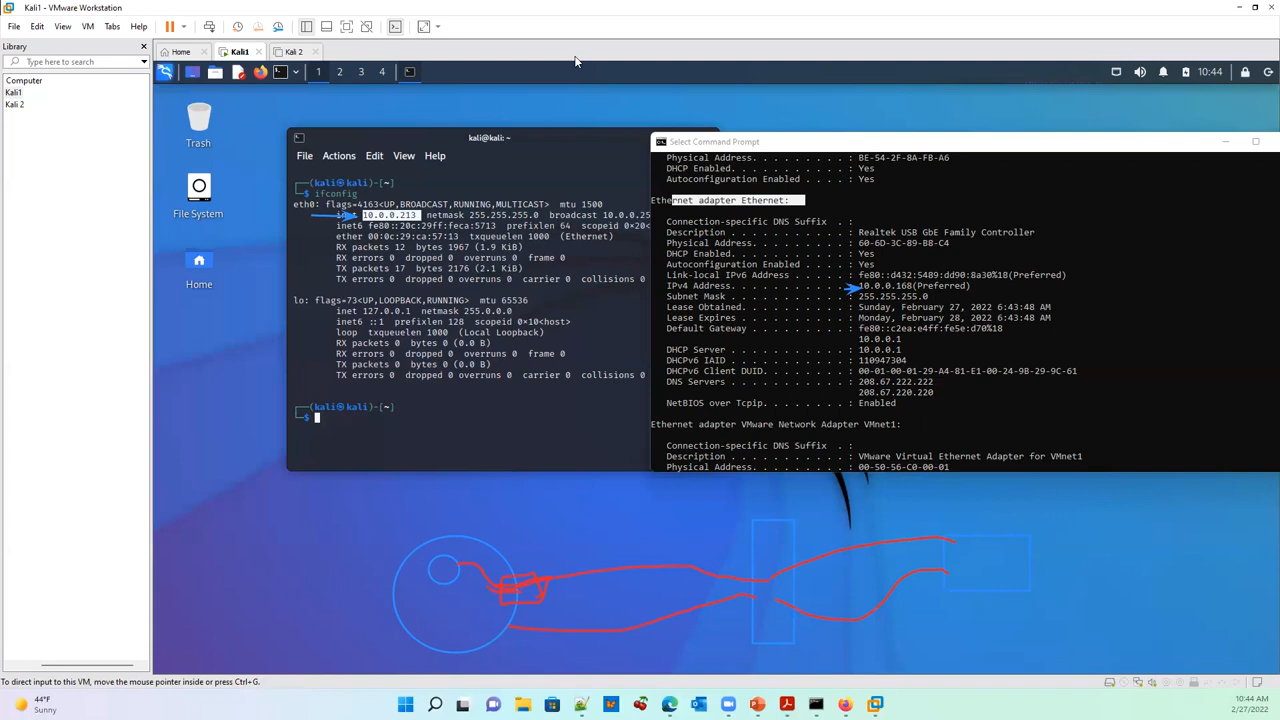 Kali1 - VMware Workstation
File Edit View VM Tabs Help
Library
Type here to search
Computer
Kali1
Kali 2
Home Kali1 Kali 2
1 2 3 4 10:44
Trash
File System
Home
kali@kali: ~
File Actions Edit View Help
(kali㉿kali)-[~]
$ ifconfig
eth0: flags=4163<UP,BROADCAST,RUNNING,MULTICAST> mtu 1500
inet 10.0.0.213 netmask 255.255.255.0 broadcast 10.0.0.25
inet6 fe80::20c:29ff:feca:5713 prefixlen 64 scopeid 0×20<
ether 00:0c:29:ca:57:13 txqueuelen 1000 (Ethernet)
RX packets 12 bytes 1967 (1.9 KiB)
RX errors 0 dropped 0 overruns 0 frame 0
TX packets 17 bytes 2176 (2.1 KiB)
TX errors 0 dropped 0 overruns 0 carrier 0 collisions 0
lo: flags=73<UP,LOOPBACK,RUNNING> mtu 65536
inet 127.0.0.1 netmask 255.0.0.0
inet6 ::1 prefixlen 128 scopeid 0×10<host>
loop txqueuelen 1000 (Local Loopback)
RX packets 0 bytes 0 (0.0 B)
RX errors 0 dropped 0 overruns 0 frame 0
TX packets 0 bytes 0 (0.0 B)
TX errors 0 dropped 0 overruns 0 carrier 0 collisions 0
(kali㉿kali)-[~]
$
Select Command Prompt
Physical Address. . . . . . . . . : BE-54-2F-8A-FB-A6
DHCP Enabled. . . . . . . . . . . : Yes
Autoconfiguration Enabled . . . . : Yes
Ethernet adapter Ethernet:
Connection-specific DNS Suffix . :
Description . . . . . . . . . . . : Realtek USB GbE Family Controller
Physical Address. . . . . . . . . : 60-6D-3C-89-B8-C4
DHCP Enabled. . . . . . . . . . . : Yes
Autoconfiguration Enabled . . . . : Yes
Link-local IPv6 Address . . . . . : fe80::d432:5489:dd90:8a30%18(Preferred)
IPv4 Address. . . . . . . . . . . : 10.0.0.168(Preferred)
Subnet Mask . . . . . . . . . . . : 255.255.255.0
Lease Obtained. . . . . . . . . . : Sunday, February 27, 2022 6:43:48 AM
Lease Expires . . . . . . . . . . : Monday, February 28, 2022 6:43:48 AM
Default Gateway . . . . . . . . . : fe80::c2ea:e4ff:fe5e:d70%18
10.0.0.1
DHCP Server . . . . . . . . . . . : 10.0.0.1
DHCPv6 IAID . . . . . . . . . . . : 110947304
DHCPv6 Client DUID. . . . . . . . : 00-01-00-01-29-A4-81-E1-00-24-9B-29-9C-61
DNS Servers . . . . . . . . . . . : 208.67.222.222
208.67.220.220
NetBIOS over Tcpip. . . . . . . . : Enabled
Ethernet adapter VMware Network Adapter VMnet1:
Connection-specific DNS Suffix . :
Description . . . . . . . . . . . : VMware Virtual Ethernet Adapter for VMnet1
Physical Address. . . . . . . . . : 00-50-56-C0-00-01
To direct input to this VM, move the mouse pointer inside or press Ctrl+G.
44°F
Sunny
10:44 AM
2/27/2022